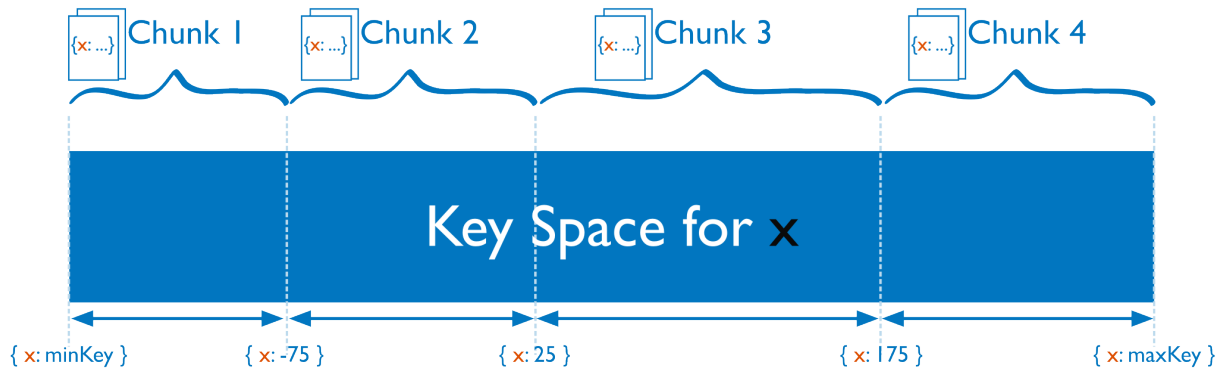 {x: ...} Chunk 1
{x: ...} Chunk 2
{x: ...} Chunk 3
{x: ...} Chunk 4
Key Space for x
{ x: minKey }
{ x: -75 }
{ x: 25 }
{ x: 175 }
{ x: maxKey }